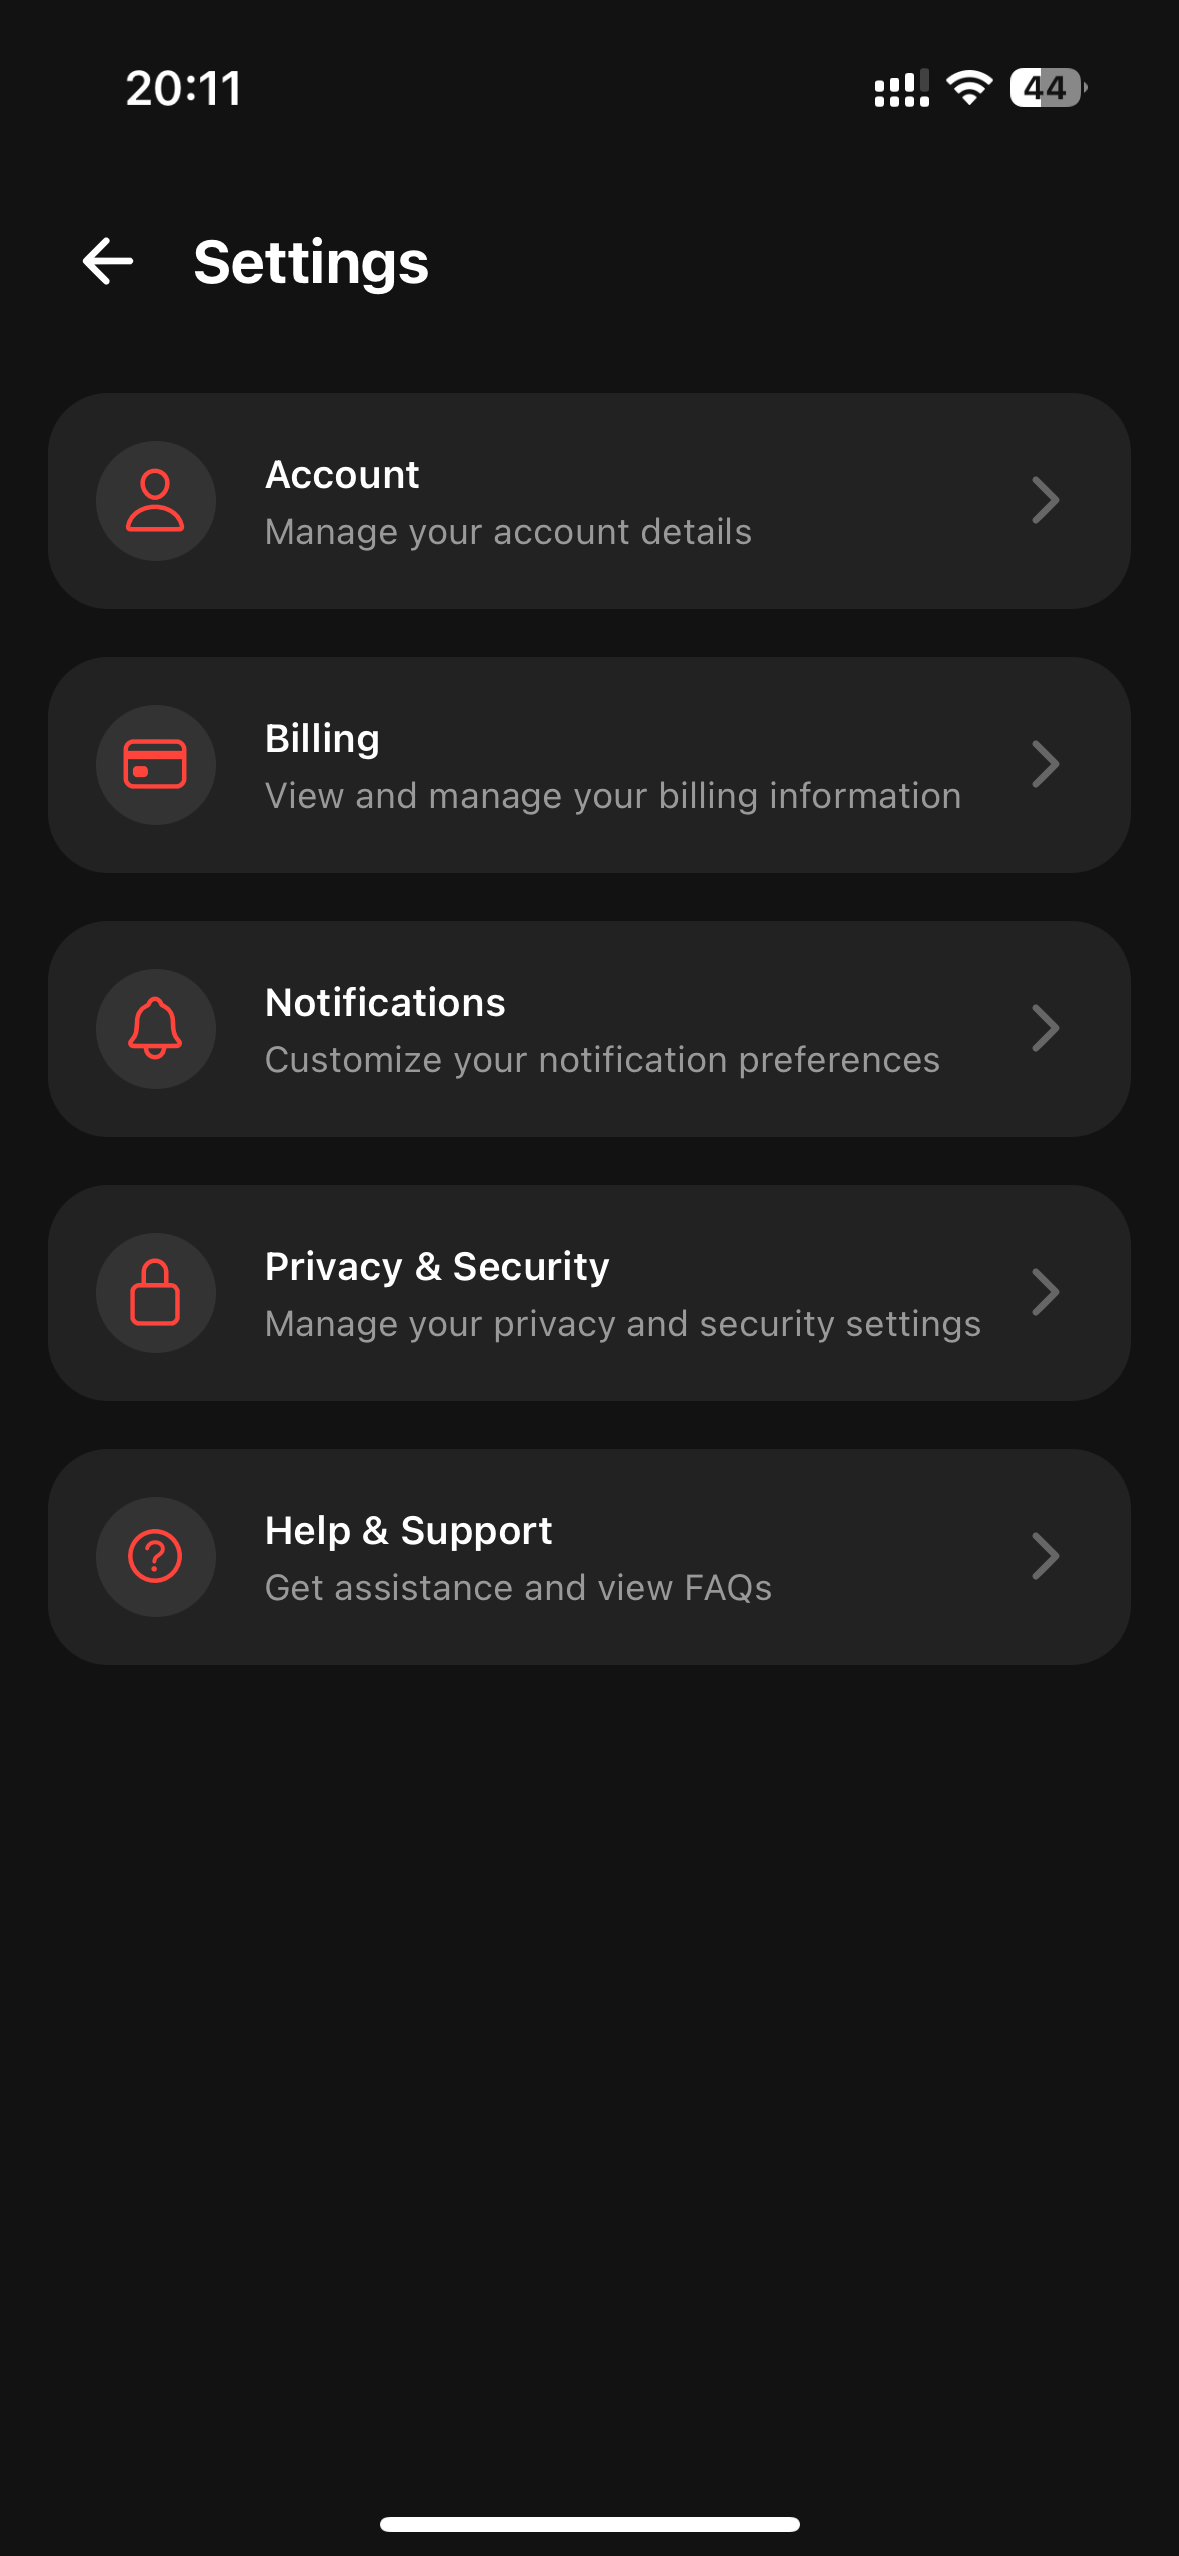 20:11
44
Settings
Account
Manage your account details
Billing
View and manage your billing information
Notifications
Customize your notification preferences
Privacy & Security
Manage your privacy and security settings
Help & Support
Get assistance and view FAQs